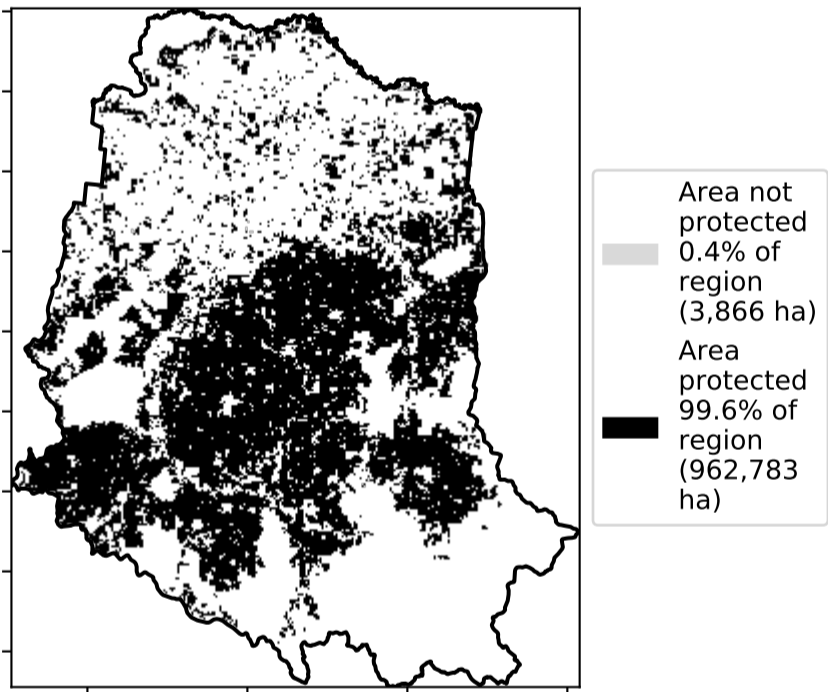 Area not
protected
0.4% of
region
(3,866 ha)
Area
protected
99.6% of
region
(962,783
ha)